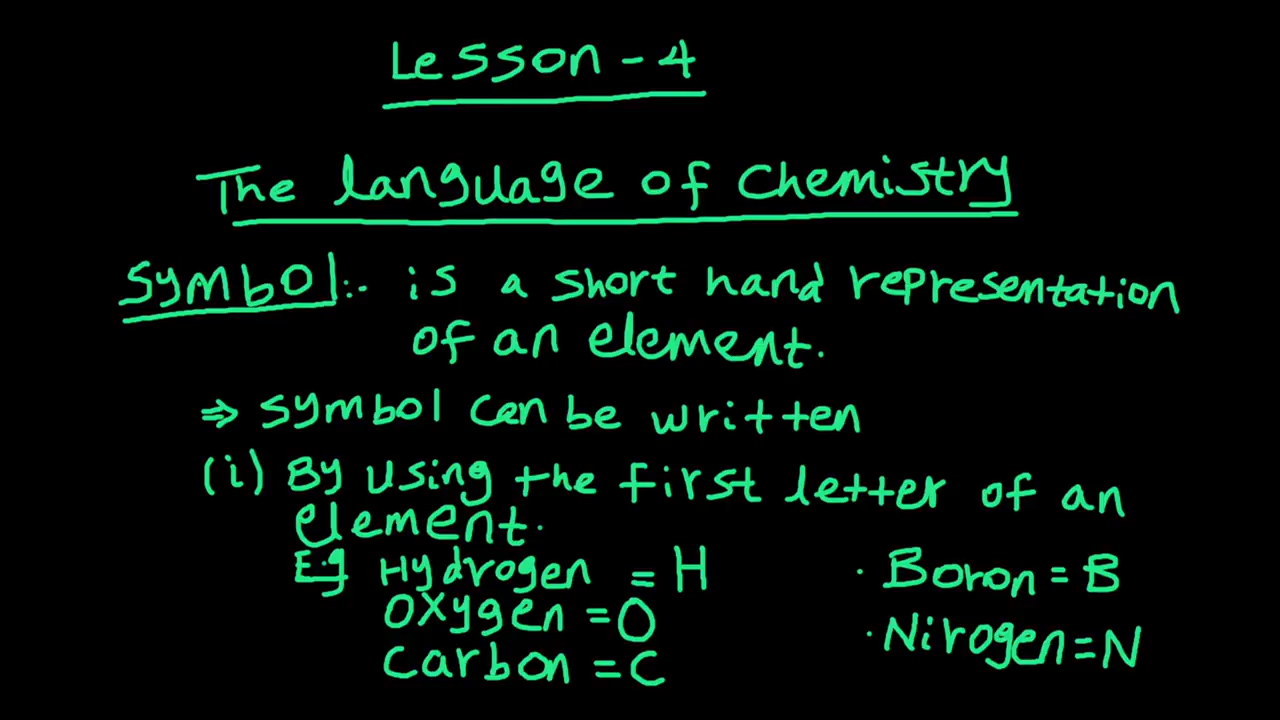 Lesson - 4
The language of chemistry
Symbol:- is a short hand representation
of an element.
⇒ symbol can be written
(i) By using the first letter of an
element.
E.g Hydrogen = H
Oxygen = O
Carbon = C
· Boron = B
· Nirogen = N